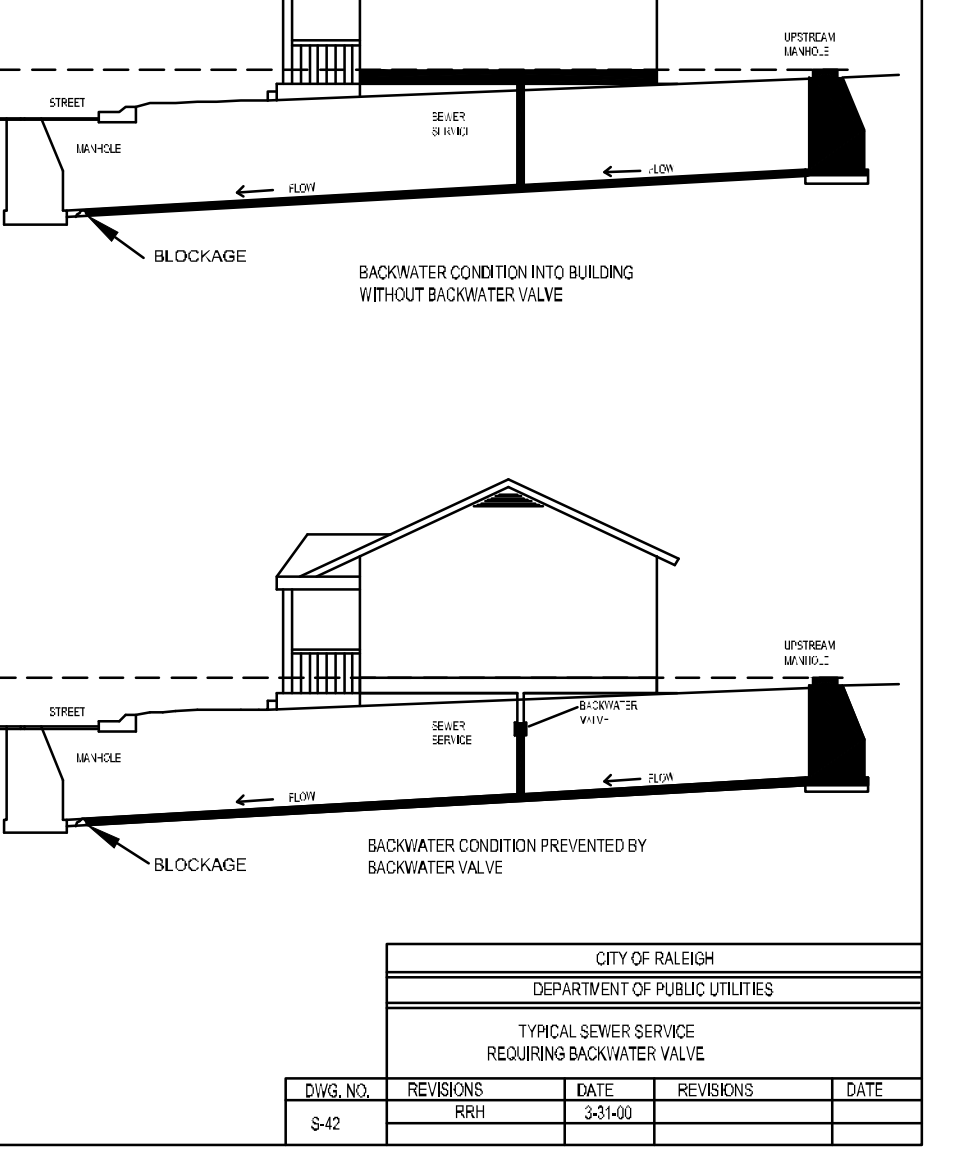 UPSTREAM
MANHOLE
STREET
SEWER
SERVICE
MANHOLE
FLOW
FLOW
BLOCKAGE
BACKWATER CONDITION INTO BUILDING
WITHOUT BACKWATER VALVE
UPSTREAM
MANHOLE
STREET
BACKWATER
VALVE
SEWER
SERVICE
MANHOLE
FLOW
FLOW
BLOCKAGE
BACKWATER CONDITION PREVENTED BY
BACKWATER VALVE
CITY OF RALEIGH
DEPARTMENT OF PUBLIC UTILITIES
TYPICAL SEWER SERVICE
REQUIRING BACKWATER VALVE
DWG. NO. REVISIONS DATE REVISIONS DATE
S-42 RRH 3-31-00